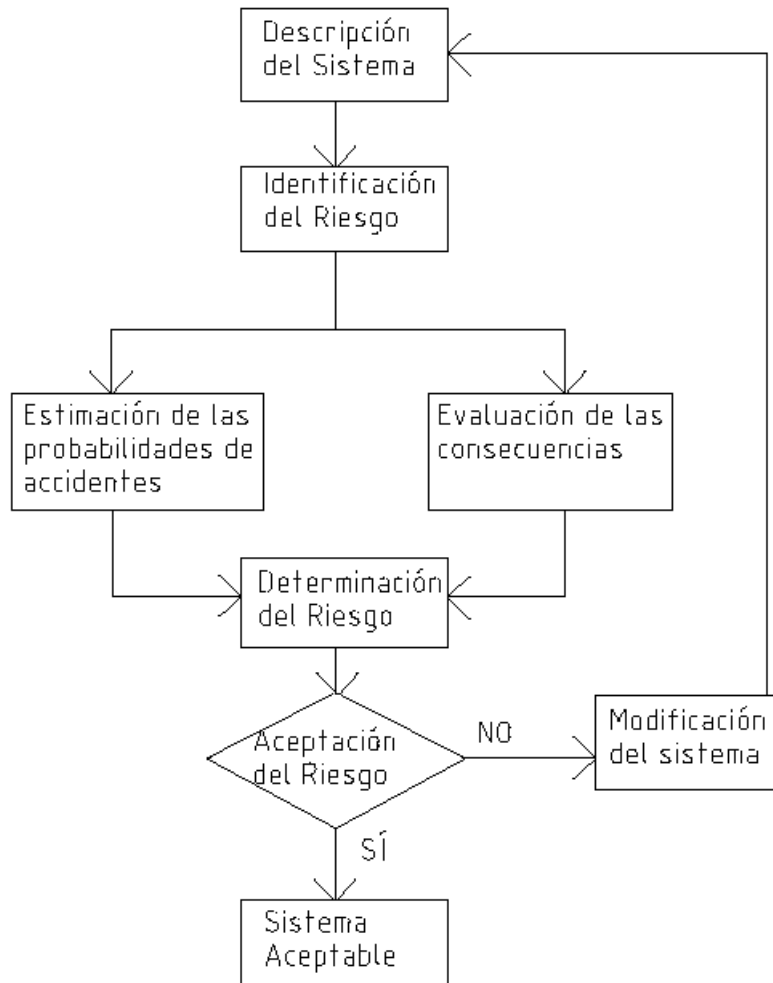 Descripción
del Sistema
Identificación
del Riesgo
Estimación de las
probabilidades de
accidentes
Evaluación de las
consecuencias
Determinación
del Riesgo
Aceptación
del Riesgo
NO
Modificación
del sistema
SÍ
Sistema
Aceptable